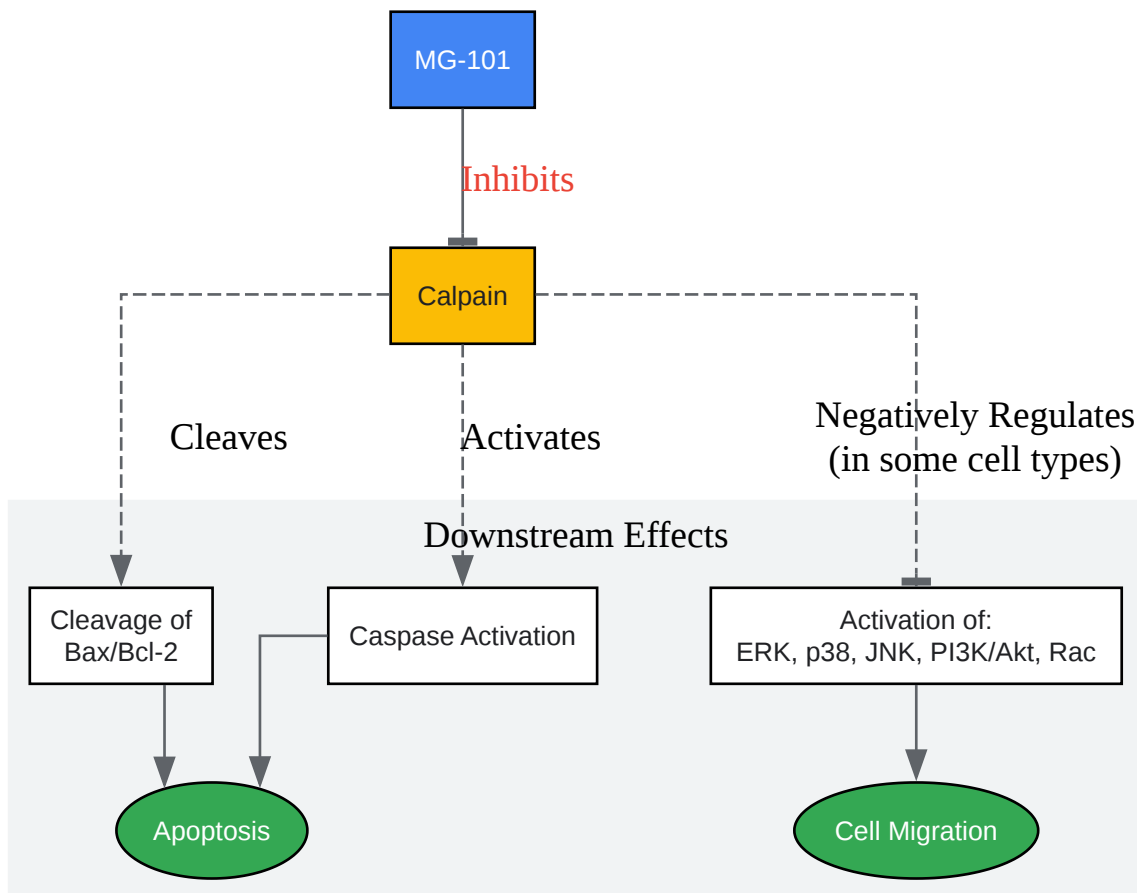 MG-101
Inhibits
Calpain
Cleaves
Activates
Negatively Regulates
(in some cell types)
Downstream Effects
Cleavage of
Bax/Bcl-2
Caspase Activation
Activation of:
ERK, p38, JNK, PI3K/Akt, Rac
Apoptosis
Cell Migration